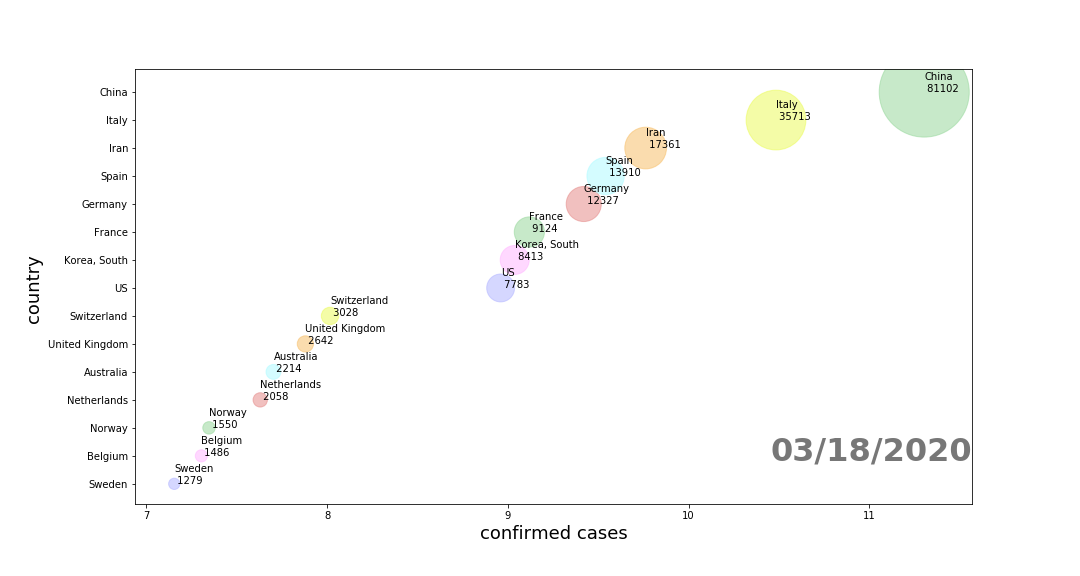 China
China
81102
Italy
Italy
35713
Iran
Iran
17361
Spain
Spain
13910
Germany
Germany
12327
France
France
9124
Korea, South
Korea, South
8413
US
US
7783
Switzerland
Switzerland
3028
United Kingdom
United Kingdom
2642
Australia
Australia
2214
Netherlands
Netherlands
2058
Norway
Norway
1550
Belgium
Belgium
1486
Sweden
Sweden
1279
country
03/18/2020
7 8 9 10 11
confirmed cases